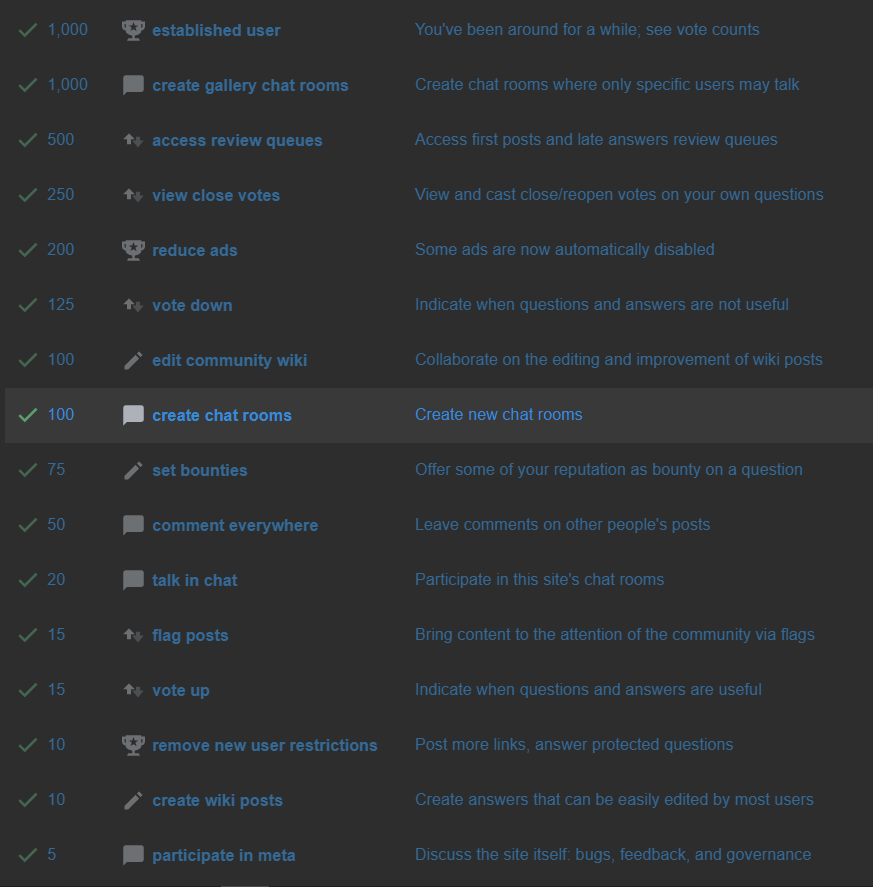 1,000 established user You've been around for a while; see vote counts
1,000 create gallery chat rooms Create chat rooms where only specific users may talk
500 access review queues Access first posts and late answers review queues
250 view close votes View and cast close/reopen votes on your own questions
200 reduce ads Some ads are now automatically disabled
125 vote down Indicate when questions and answers are not useful
100 edit community wiki Collaborate on the editing and improvement of wiki posts
100 create chat rooms Create new chat rooms
75 set bounties Offer some of your reputation as bounty on a question
50 comment everywhere Leave comments on other people's posts
20 talk in chat Participate in this site's chat rooms
15 flag posts Bring content to the attention of the community via flags
15 vote up Indicate when questions and answers are useful
10 remove new user restrictions Post more links, answer protected questions
10 create wiki posts Create answers that can be easily edited by most users
5 participate in meta Discuss the site itself: bugs, feedback, and governance